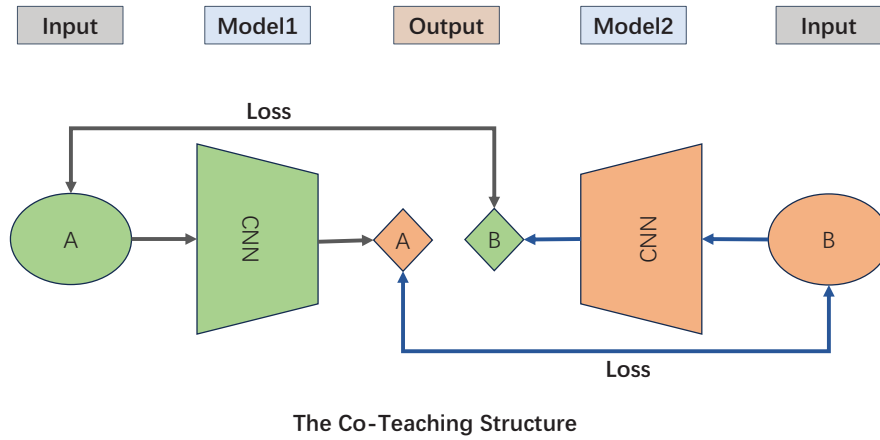 Input
Model1
Output
Model2
Input
Loss
A
CNN
A
B
CNN
B
Loss
The Co-Teaching Structure